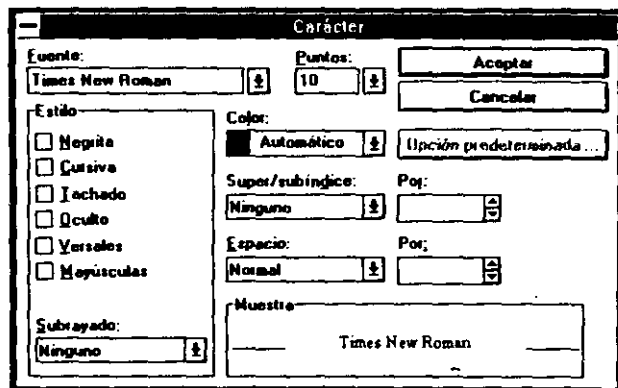 Carácter
Fuente:
Times New Roman
Puntos:
10
Aceptar
Cancelar
Opción predeterminada ...
Estilo
Negrita
Cursiva
Tachado
Oculto
Versales
Mayúsculas
Subrayado:
Ninguno
Color:
Automático
Super/subíndice:
Ninguno
Por:
Espacio:
Normal
Por:
Muestra
Times New Roman